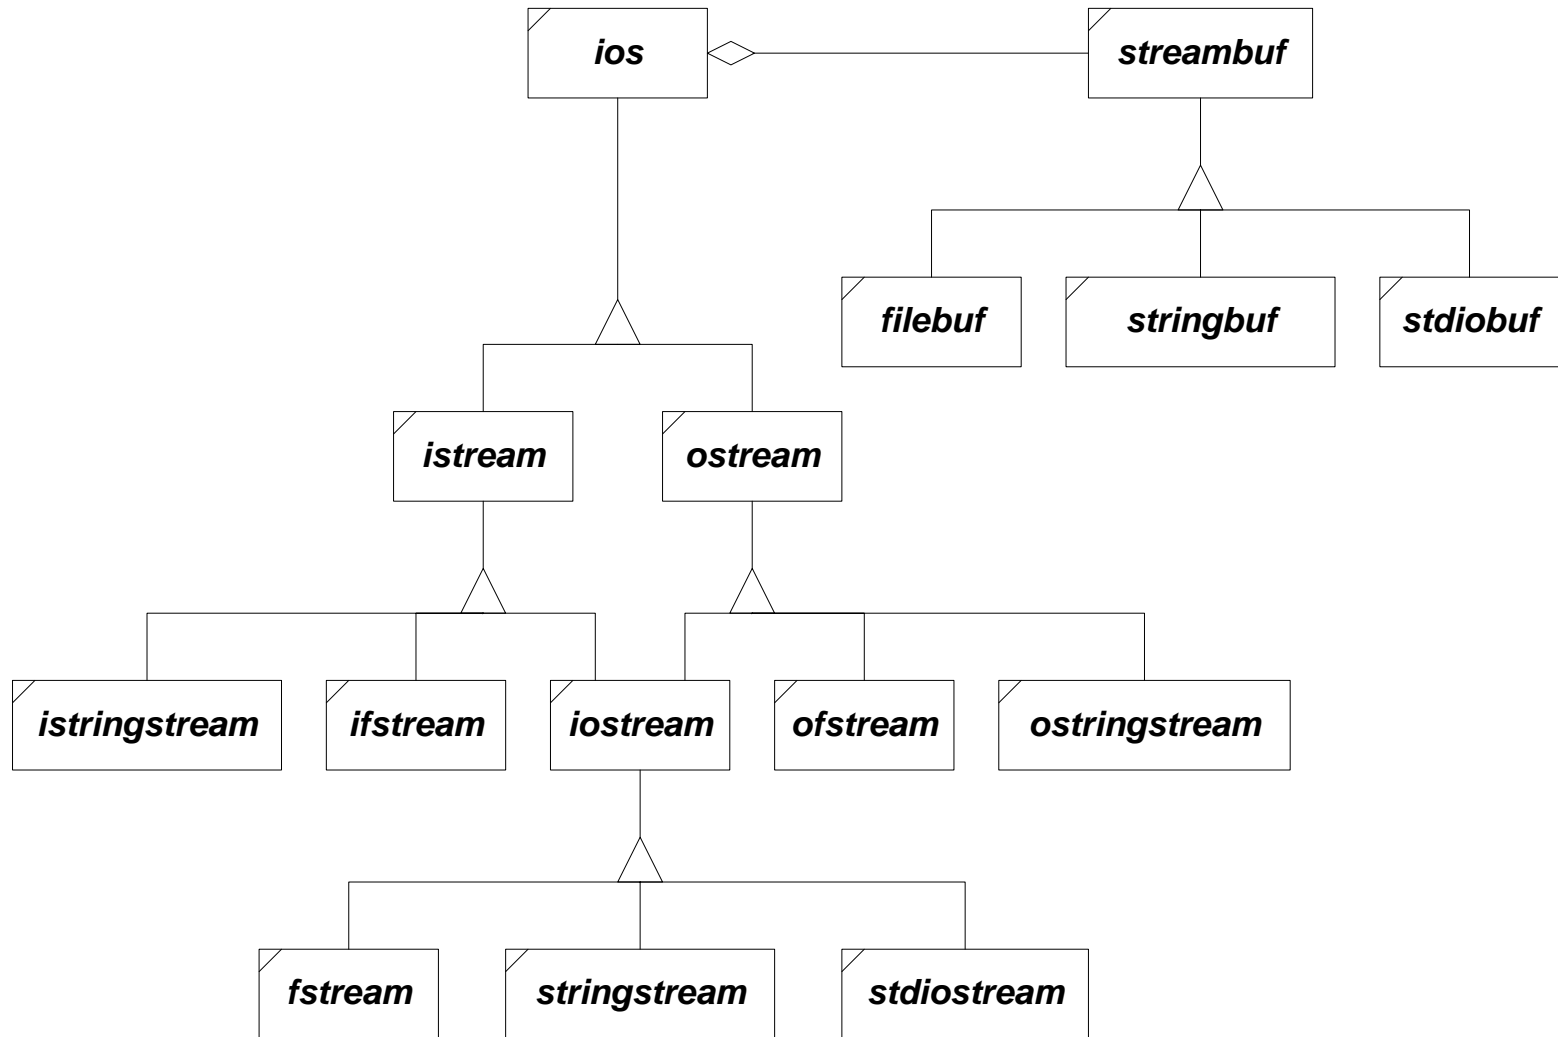 ios
streambuf
filebuf
stringbuf
stdiobuf
istream
ostream
istringstream
ifstream
iostream
ofstream
ostringstream
fstream
stringstream
stdiostream